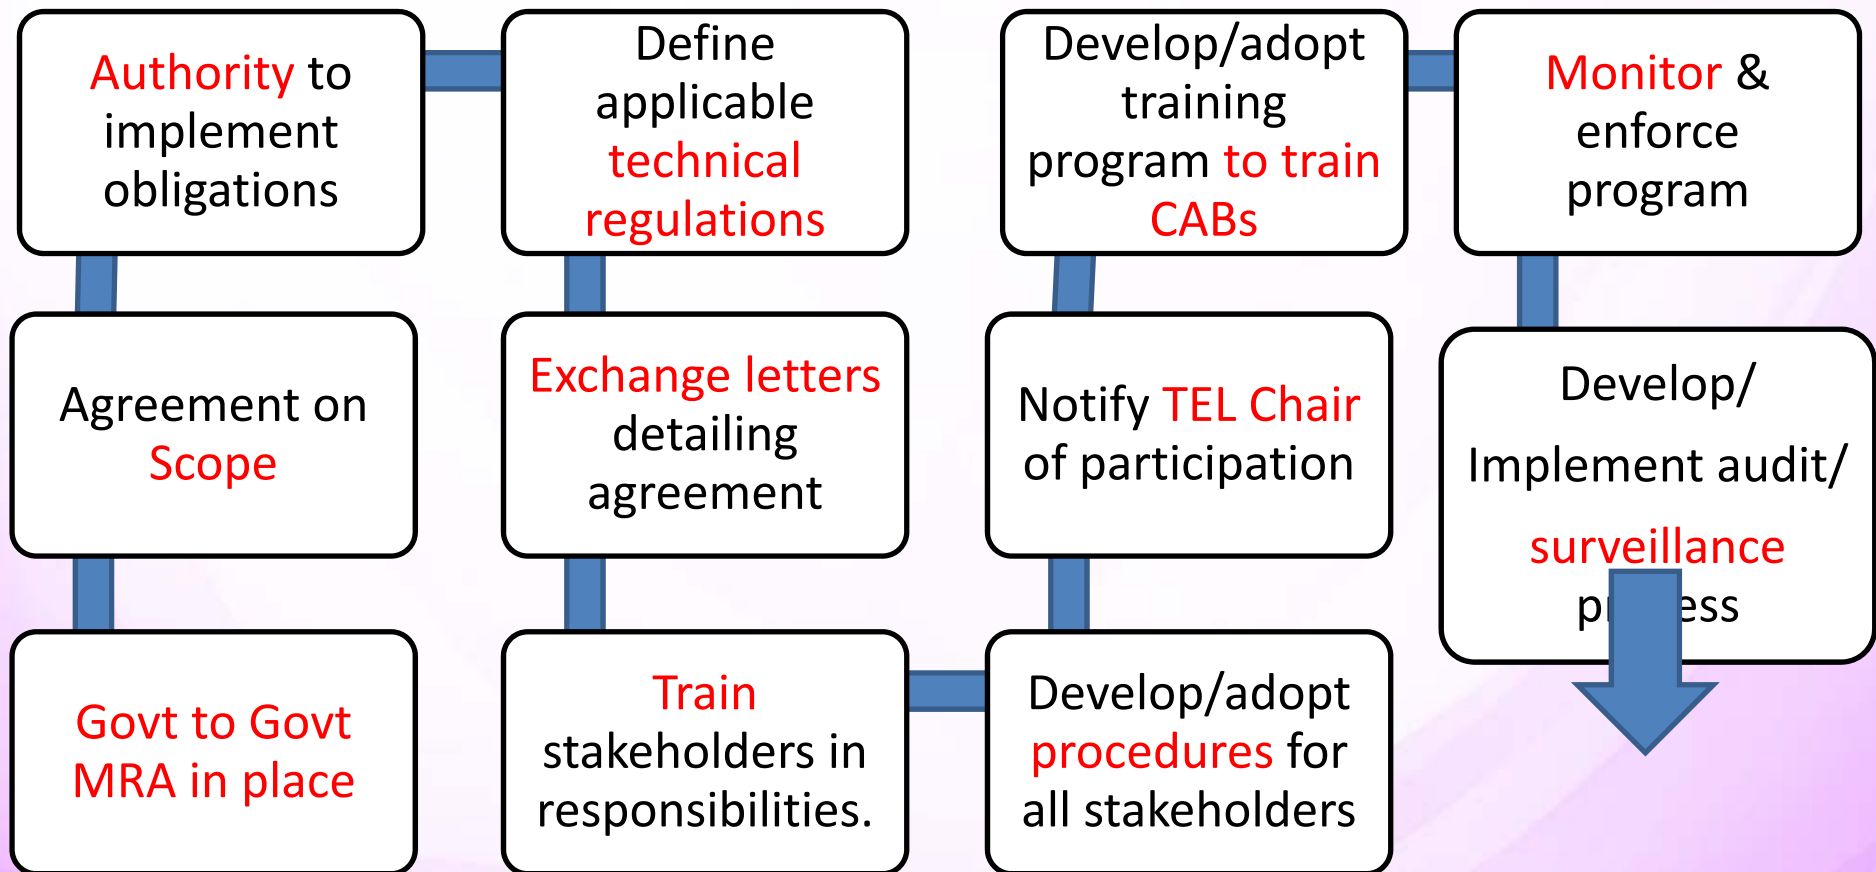 Authority to
implement
obligations
Define
applicable
technical
regulations
Develop/adopt
training
program to train
CABs
Monitor &
enforce
program
Agreement on
Scope
Exchange letters
detailing
agreement
Notify TEL Chair
of participation
Develop/
Implement audit/
surveillance
Govt to Govt
MRA in place
Train
stakeholders in
responsibilities.
Develop/adopt
procedures for
all stakeholders